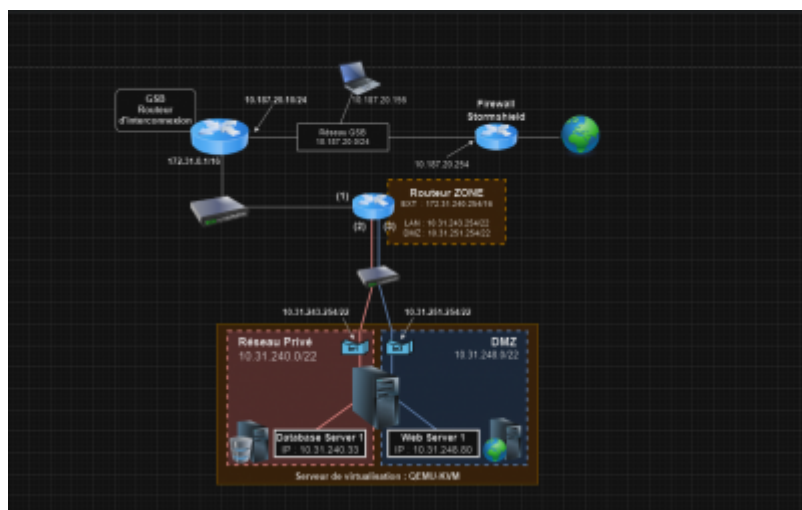 GSB
Routeur
d'interconnexion
10.187.20.10/24
10.187.20.156
Firewall
Stormshield
Réseau GSB
10.187.20.0/24
10.187.20.254
172.31.0.1/16
(1)
Routeur ZONE
EXT : 172.31.240.254/16
LAN : 10.31.243.254/22
DMZ : 10.31.251.254/22
(2)
(3)
10.31.243.254/22
10.31.251.254/22
Réseau Privé
10.31.240.0/22
DMZ
10.31.248.0/22
Database Server 1
IP : 10.31.240.33
Web Server 1
IP : 10.31.248.80
Serveur de virtualisation : QEMU-KVM